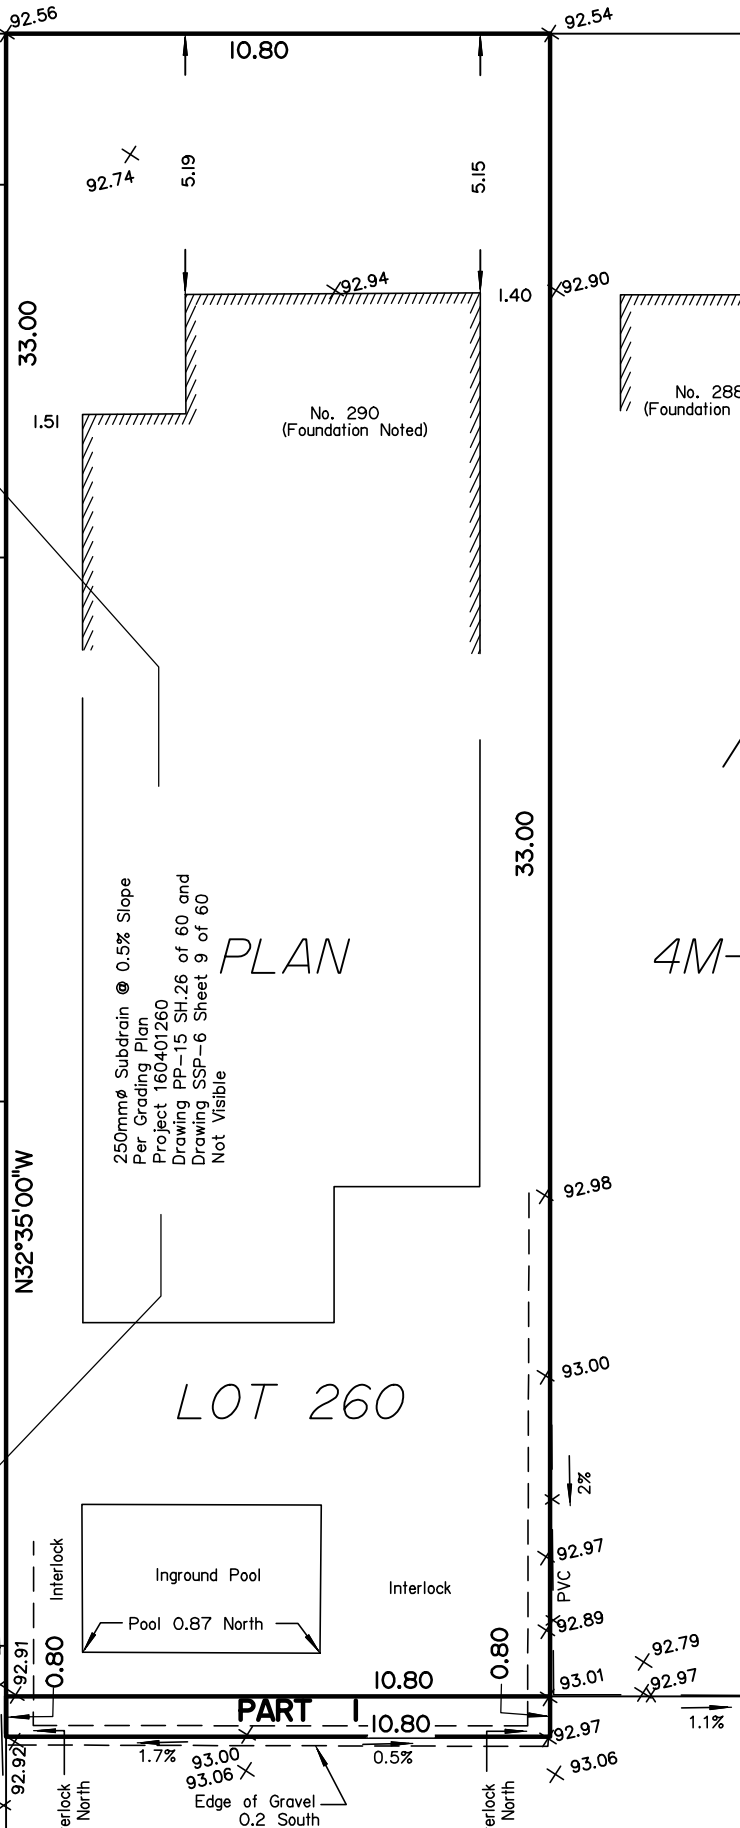 92.56
92.54
10.80
92.74
5.19
5.15
92.94
1.40
92.90
33.00
No. 290
(Foundation Noted)
No. 288
(Foundation
1.51
33.00
250mmø Subdrain @ 0.5% Slope
Per Grading Plan
Project 160401260
Drawing PP-15 SH.26 of 60 and
Drawing SSP-6 Sheet 9 of 60
Not Visible
PLAN
4M-
N32°35'00"W
92.98
93.00
LOT 260
2%
Interlock
Inground Pool
Interlock
92.97
PVC
Pool 0.87 North
92.89
92.91
0.80
0.80
92.79
10.80
93.01
92.97
PART 1
10.80
92.97
1.1%
92.92
1.7%
93.00
0.5%
93.06
93.06
erlock
North
Edge of Gravel
0.2 South
erlock
North